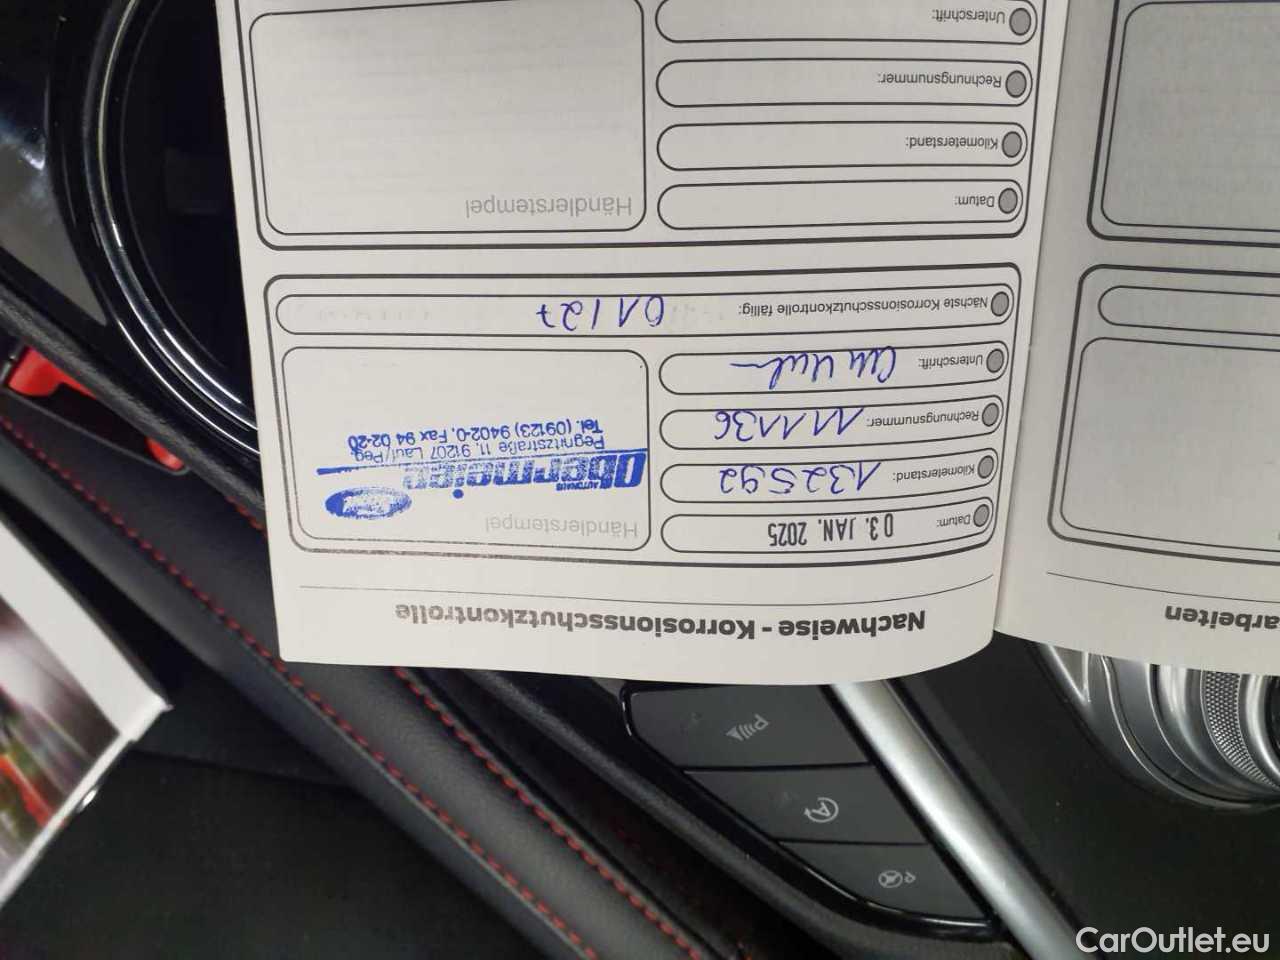 Nachweise - Korrosionsschutzkontrolle
Datum: 03. JAN. 2025
Kilometerstand: 132592
Rechnungsnummer: 111136
Unterschrift:
Nächste Korrosionsschutzkontrolle fällig: 01/27
Händlerstempel
AUTOHAUS
Obermeier
Pegnitzstraße 11, 91207 Lauf/Peg.
Tel. (09123) 9402-0, Fax 94 02-20
Datum:
Kilometerstand:
Rechnungsnummer:
Unterschrift:
Händlerstempel
arbeiten
CarOutlet.eu